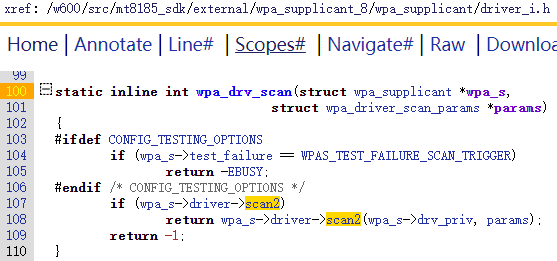 xref: /w600/src/mt8185_sdk/external/wpa_supplicant_8/wpa_supplicant/driver_i.h
Home | Annotate | Line# | Scopes# | Navigate# | Raw | Downloa
99
100 static inline int wpa_drv_scan(struct wpa_supplicant *wpa_s,
101 struct wpa_driver_scan_params *params)
102 {
103 #ifdef CONFIG_TESTING_OPTIONS
104 if (wpa_s->test_failure == WPAS_TEST_FAILURE_SCAN_TRIGGER)
105 return -EBUSY;
106 #endif /* CONFIG_TESTING_OPTIONS */
107 if (wpa_s->driver->scan2)
108 return wpa_s->driver->scan2(wpa_s->drv_priv, params);
109 return -1;
110 }